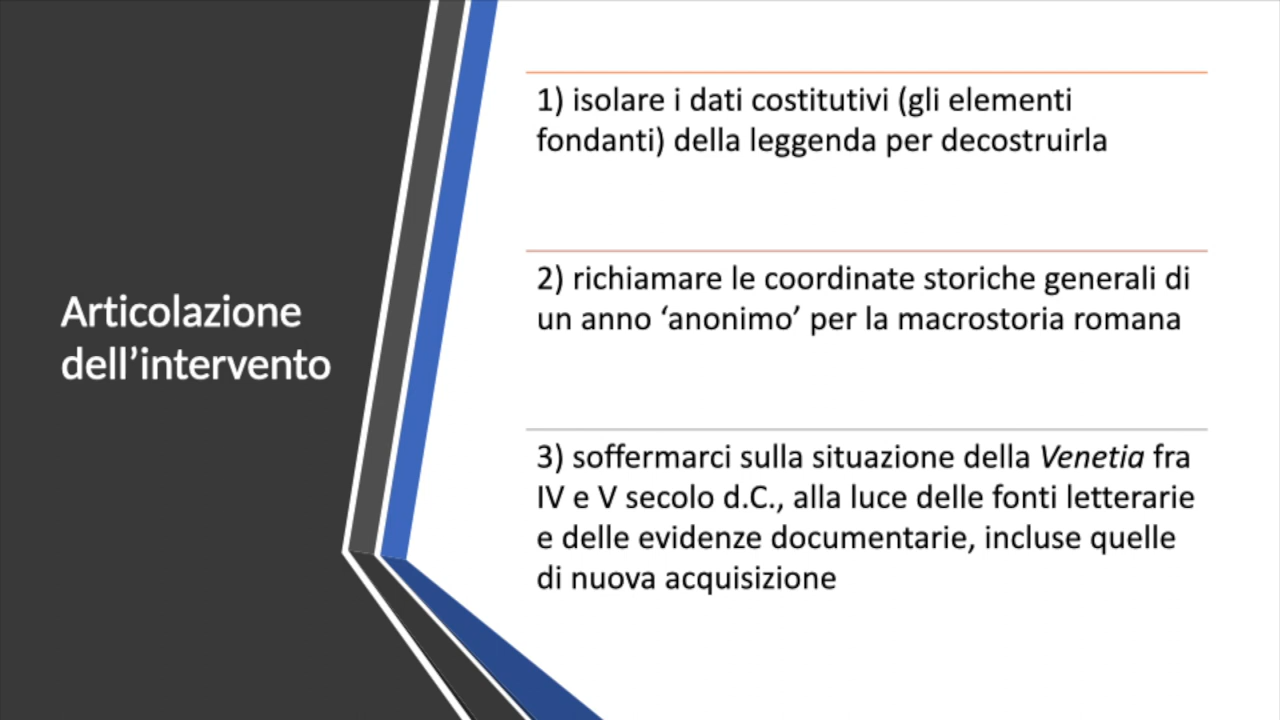 Articolazione
dell’intervento
1) isolare i dati costitutivi (gli elementi
fondanti) della leggenda per decostruirla
2) richiamare le coordinate storiche generali di
un anno ‘anonimo’ per la macrostoria romana
3) soffermarci sulla situazione della Venetia fra
IV e V secolo d.C., alla luce delle fonti letterarie
e delle evidenze documentarie, incluse quelle
di nuova acquisizione